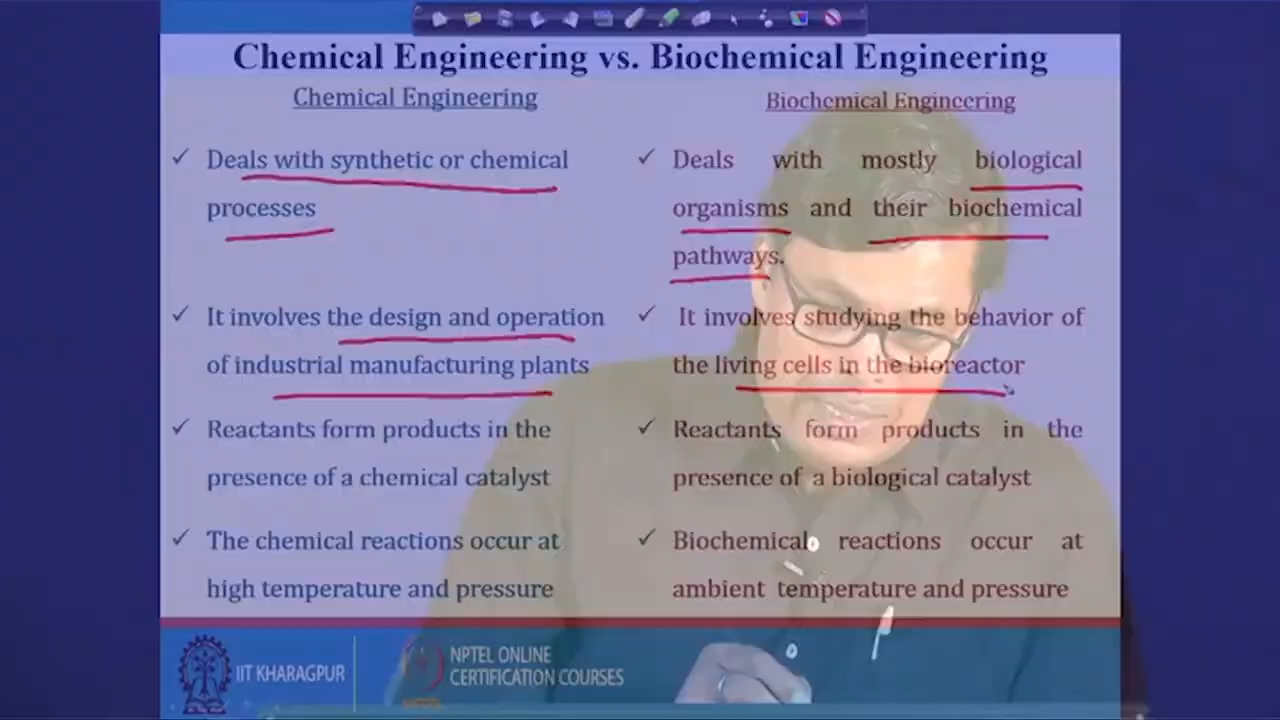 Chemical Engineering vs. Biochemical Engineering
Chemical Engineering
✓ Deals with synthetic or chemical
processes
✓ It involves the design and operation
of industrial manufacturing plants
✓ Reactants form products in the
presence of a chemical catalyst
✓ The chemical reactions occur at
high temperature and pressure
Biochemical Engineering
✓ Deals with mostly biological
organisms and their biochemical
pathways.
✓ It involves studying the behavior of
the living cells in the bioreactor
✓ Reactants form products in the
presence of a biological catalyst
✓ Biochemical reactions occur at
ambient temperature and pressure
IIT KHARAGPUR
NPTEL ONLINE
CERTIFICATION COURSES